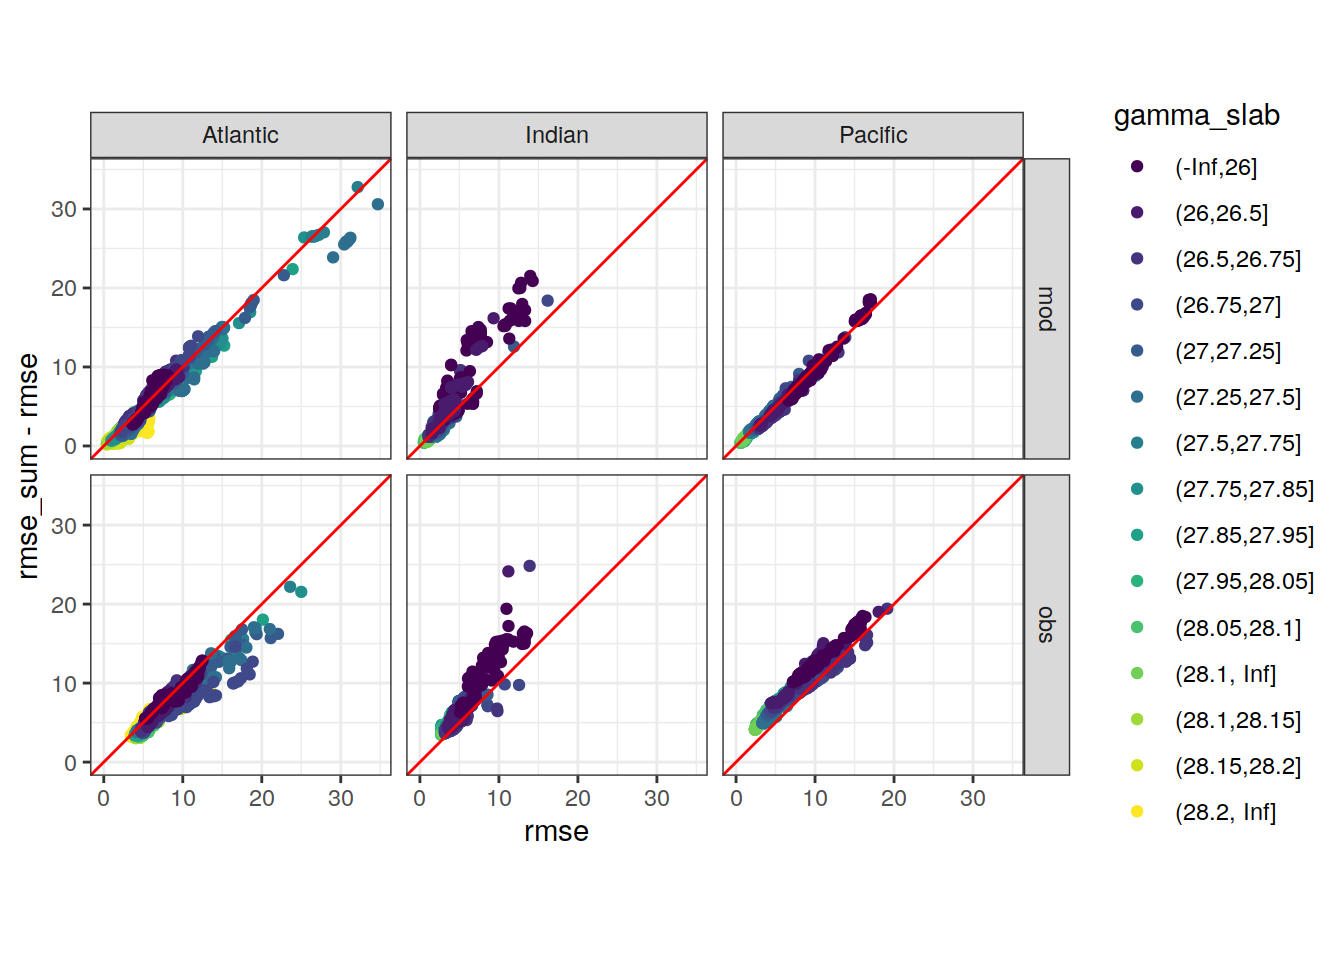 Atlantic
Indian
Pacific
gamma_slab
(-Inf,26]
(26,26.5]
(26.5,26.75]
(26.75,27]
(27,27.25]
(27.25,27.5]
(27.5,27.75]
(27.75,27.85]
(27.85,27.95]
(27.95,28.05]
(28.05,28.1]
(28.1, Inf]
(28.1,28.15]
(28.15,28.2]
(28.2, Inf]
mod
obs
rmse_sum - rmse
30
20
10
0
30
20
10
0
0 10 20 30
0 10 20 30
0 10 20 30
rmse